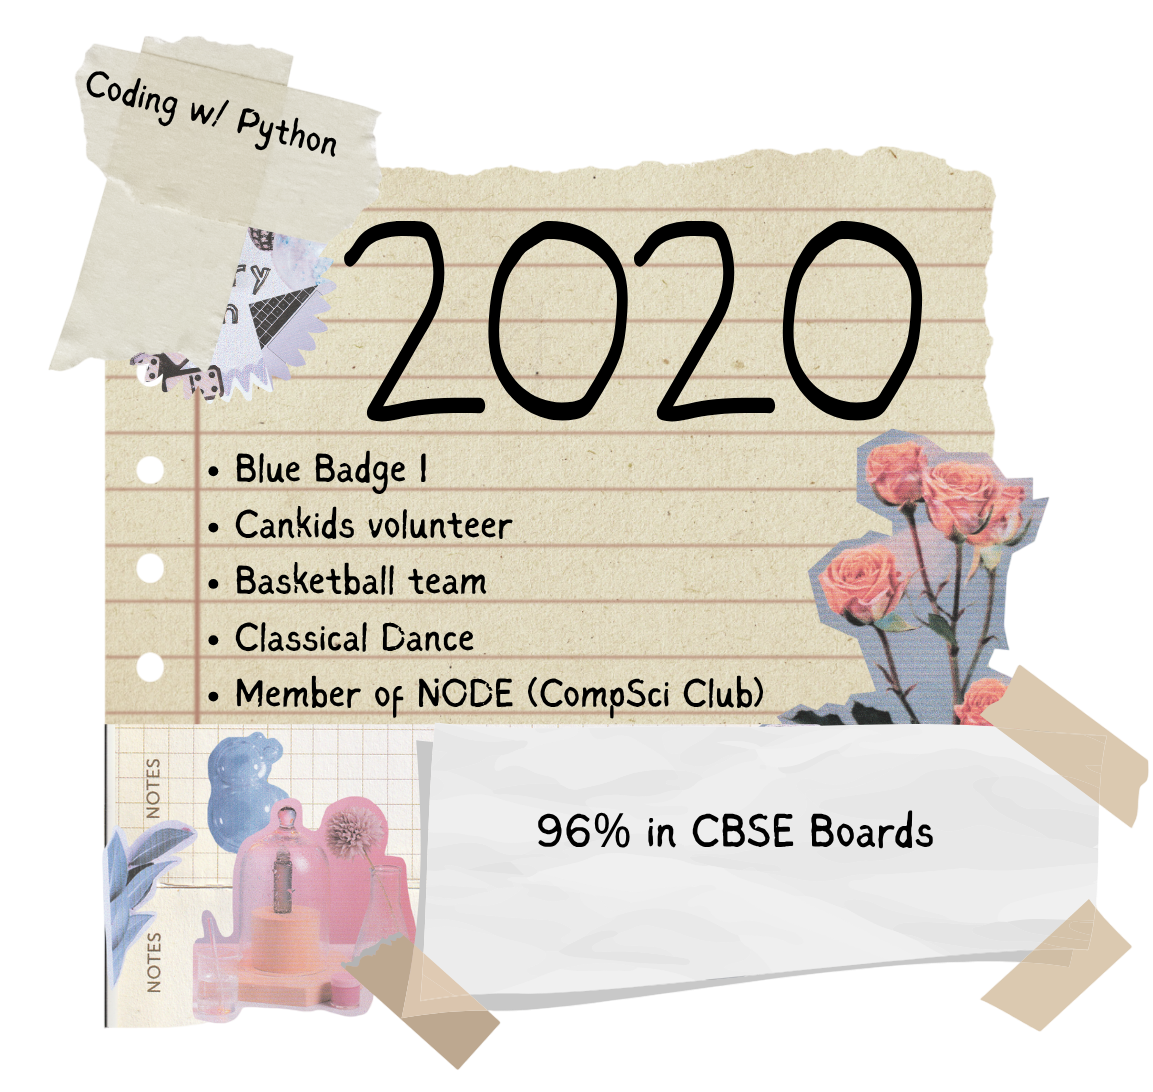 Coding w/ Python
2020
• Blue Badge 1
• Cankids volunteer
• Basketball team
• Classical Dance
• Member of NODE (CompSci Club)
NOTES
96% in CBSE Boards
NOTES